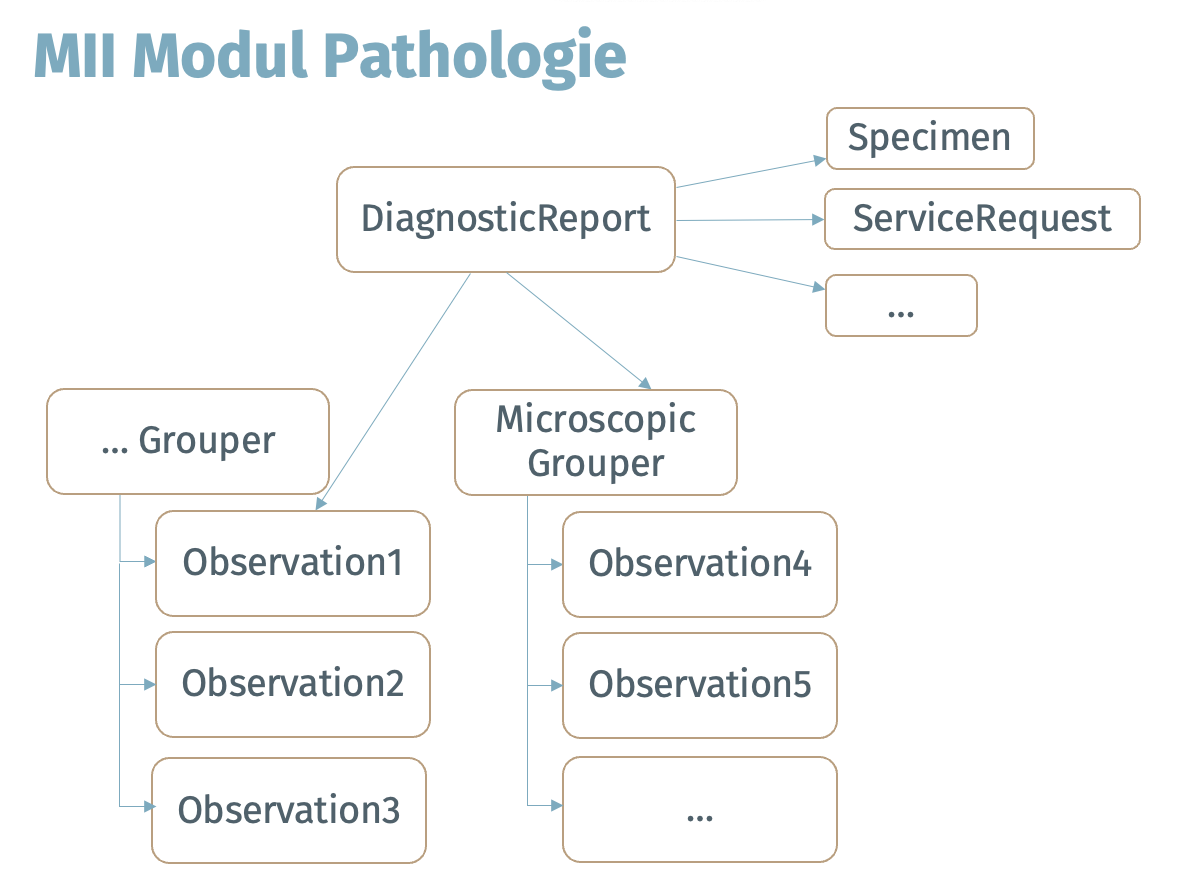 MII Modul Pathologie
Specimen
DiagnosticReport
ServiceRequest
...
... Grouper
Microscopic
Grouper
Observation1
Observation4
Observation2
Observation5
Observation3
...